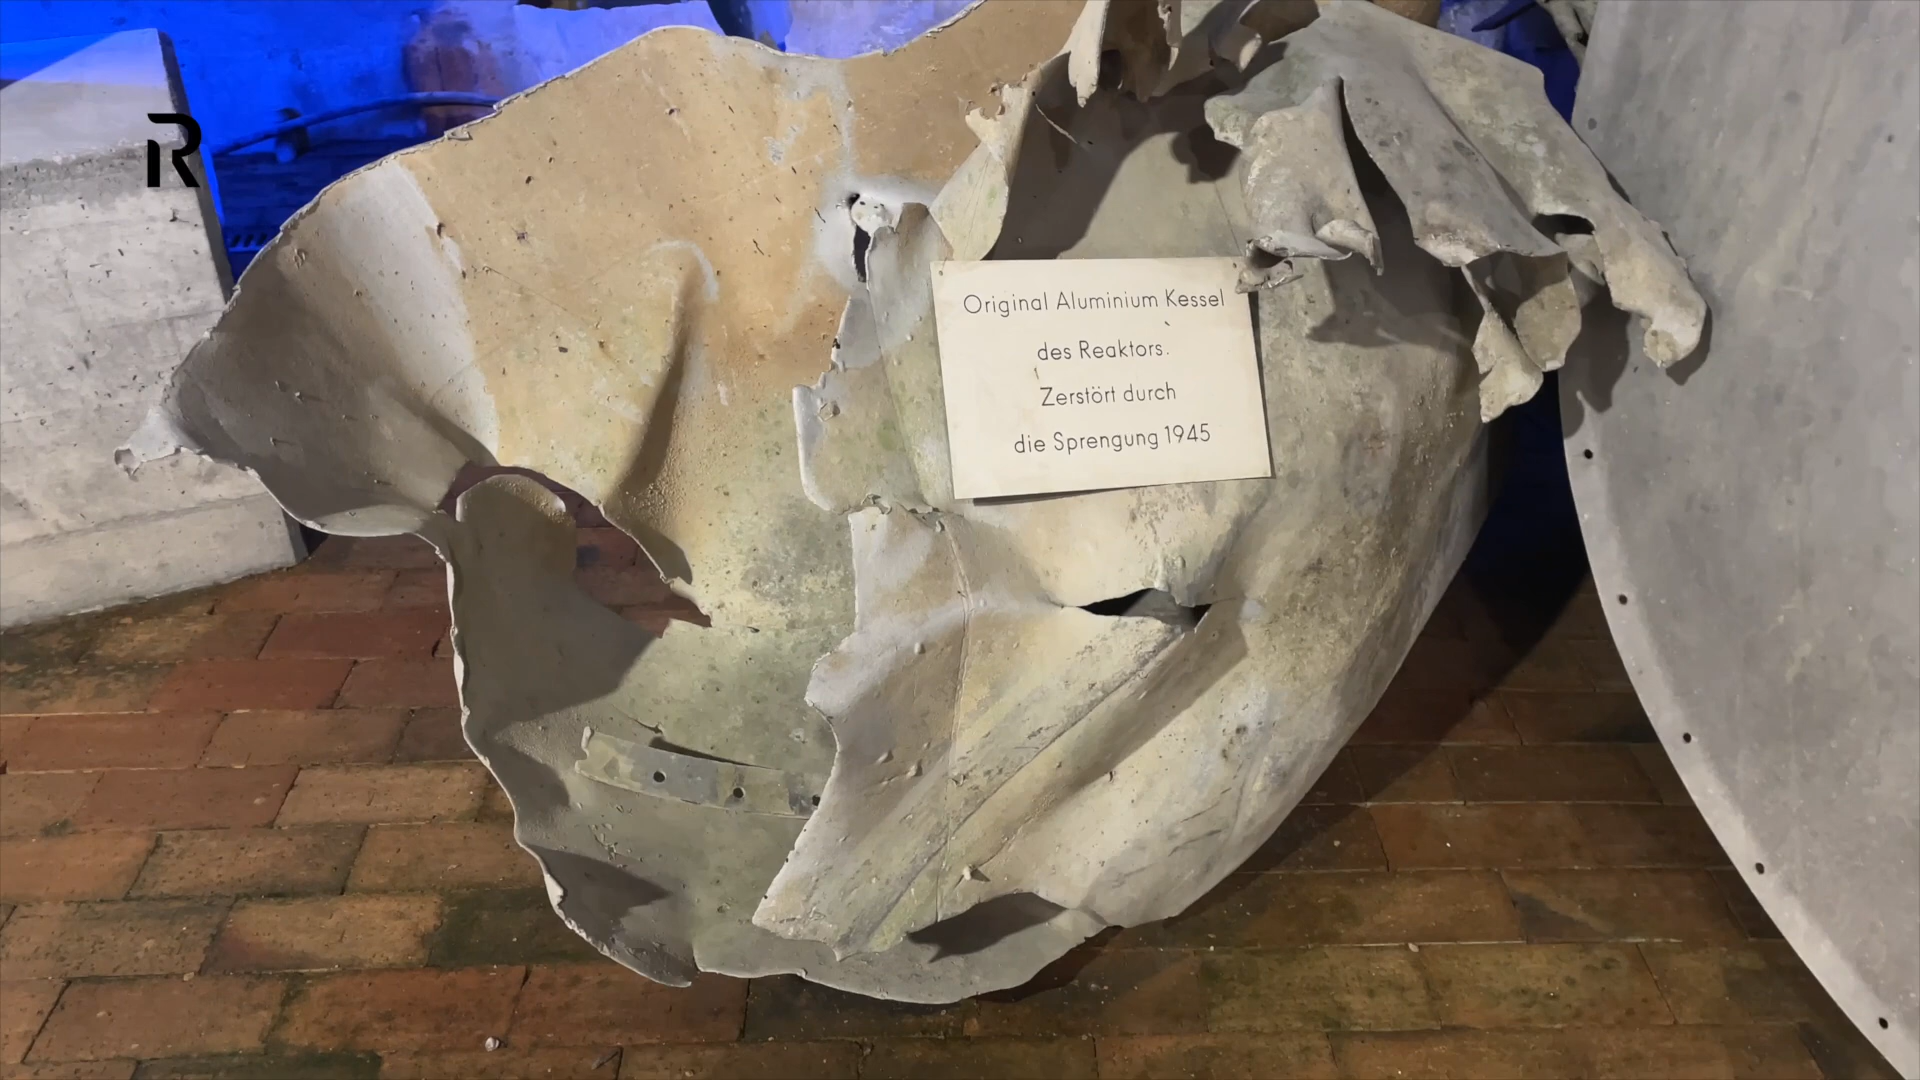 R
Original Aluminium Kessel
des Reaktors.
Zerstört durch
die Sprengung 1945